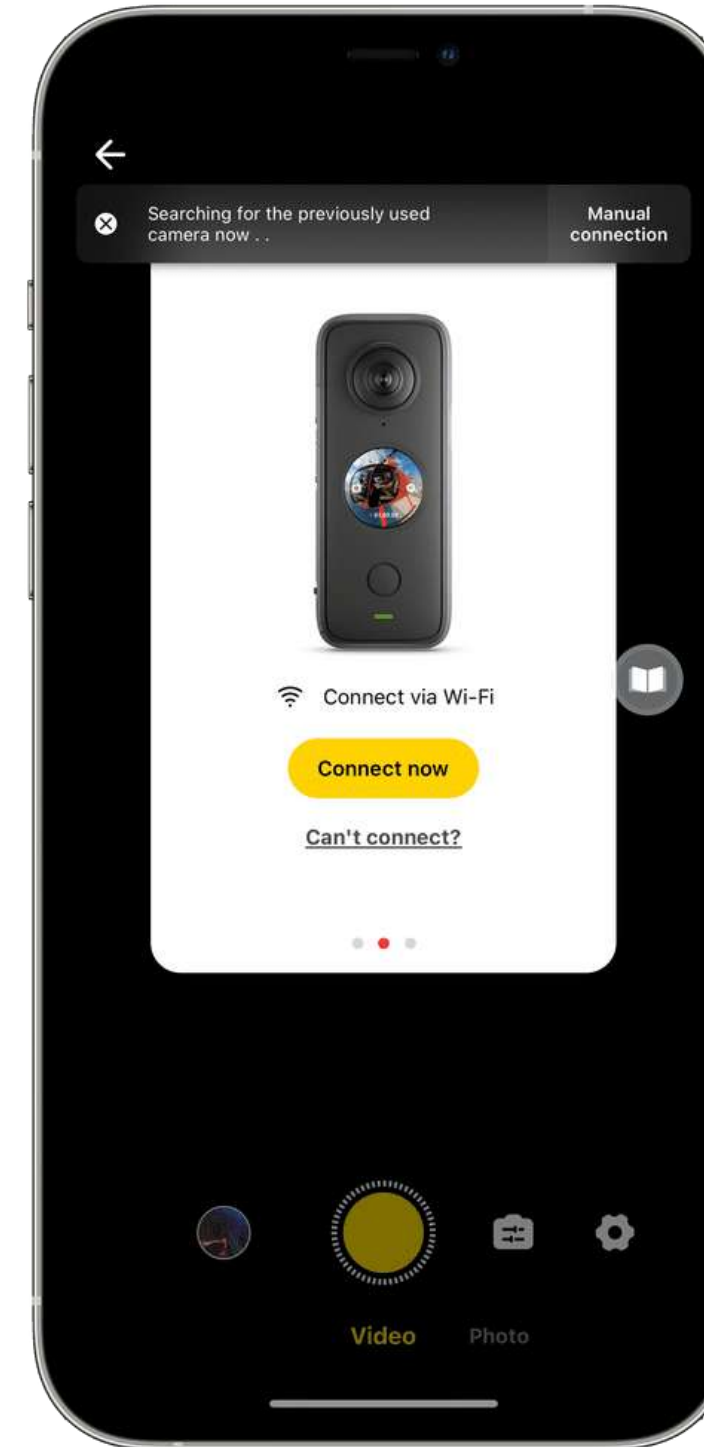 Searching for the previously used
camera now . .
Manual
connection
Connect via Wi-Fi
Connect now
Can't connect?
Video
Photo